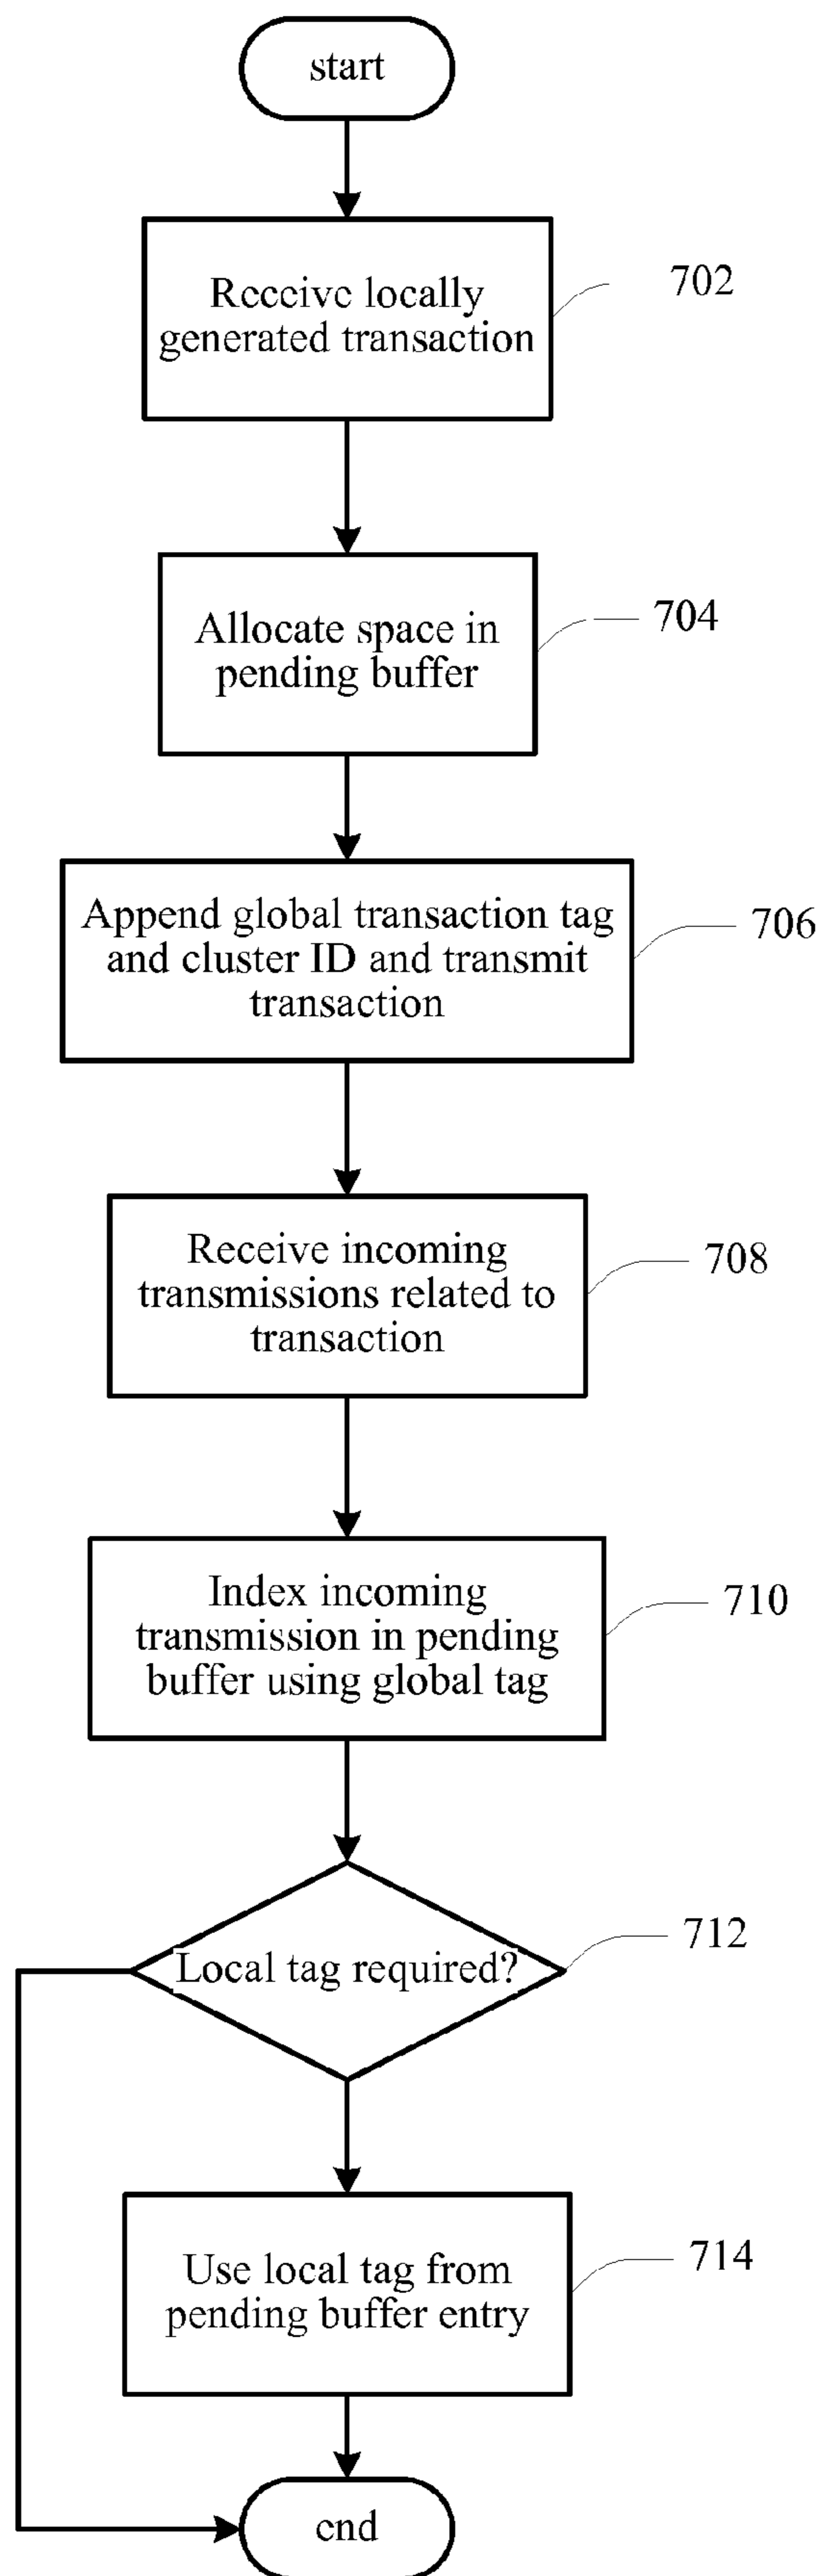 start
Receive locally
generated transaction
702
Allocate space in
pending buffer
704
Append global transaction tag
and cluster ID and transmit
transaction
706
Receive incoming
transmissions related to
transaction
708
Index incoming
transmission in pending
buffer using global tag
710
Local tag required?
712
Use local tag from
pending buffer entry
714
end